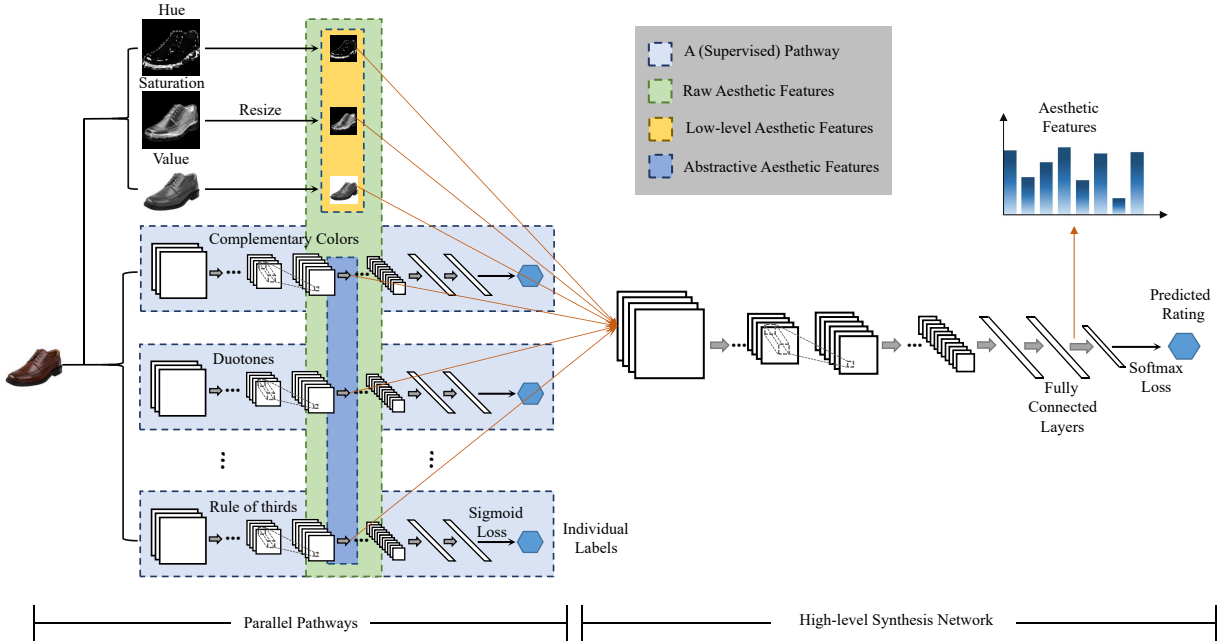 Hue
Saturation
Resize
Value
A (Supervised) Pathway
Raw Aesthetic Features
Low-level Aesthetic Features
Abstractive Aesthetic Features
Aesthetic
Features
Complementary Colors
Duotones
Rule of thirds
Sigmoid
Loss
Individual
Labels
Predicted
Rating
Softmax
Loss
Fully
Connected
Layers
Parallel Pathways
High-level Synthesis Network